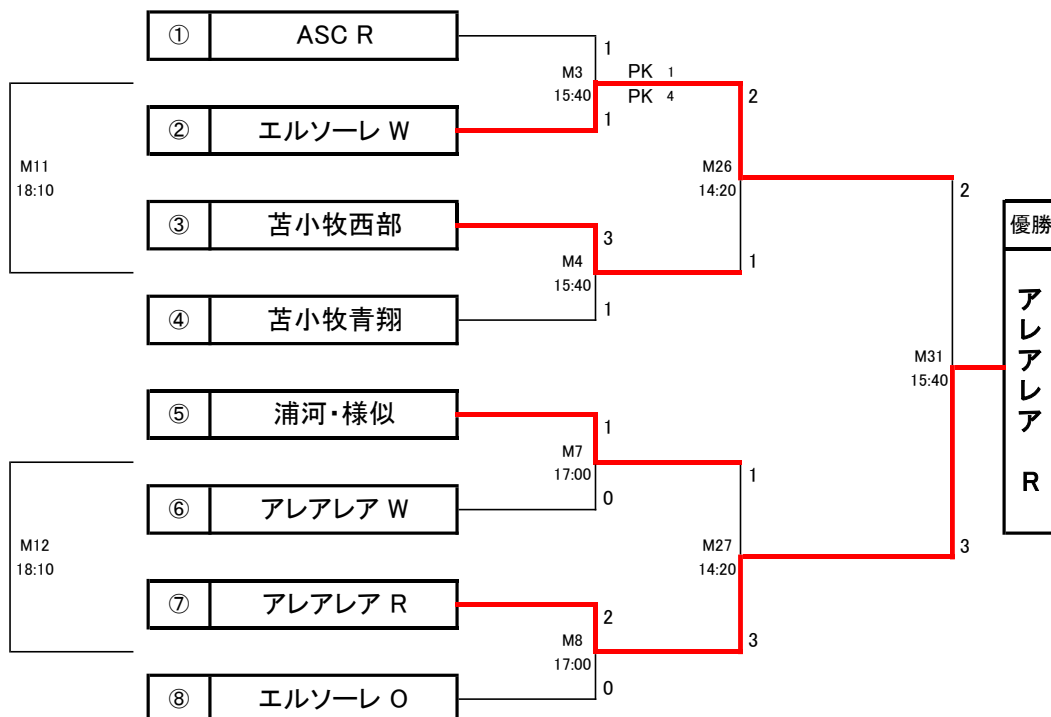 ① ASC R
1
M3
15:40
PK 1
PK 4
2
② エルソーレ W
1
M11
18:10
M26
14:20
2
③ 苫小牧西部
3
M4
15:40
1
④ 苫小牧青翔
1
優勝
アレアレア R
M31
15:40
⑤ 浦河・様似
1
M7
17:00
1
⑥ アレアレア W
0
M12
18:10
M27
14:20
3
⑦ アレアレア R
2
M8
17:00
3
⑧ エルソーレ O
0